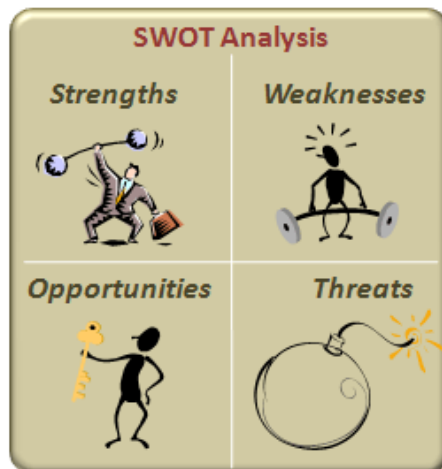 SWOT Analysis
Strengths
Weaknesses
Opportunities
Threats